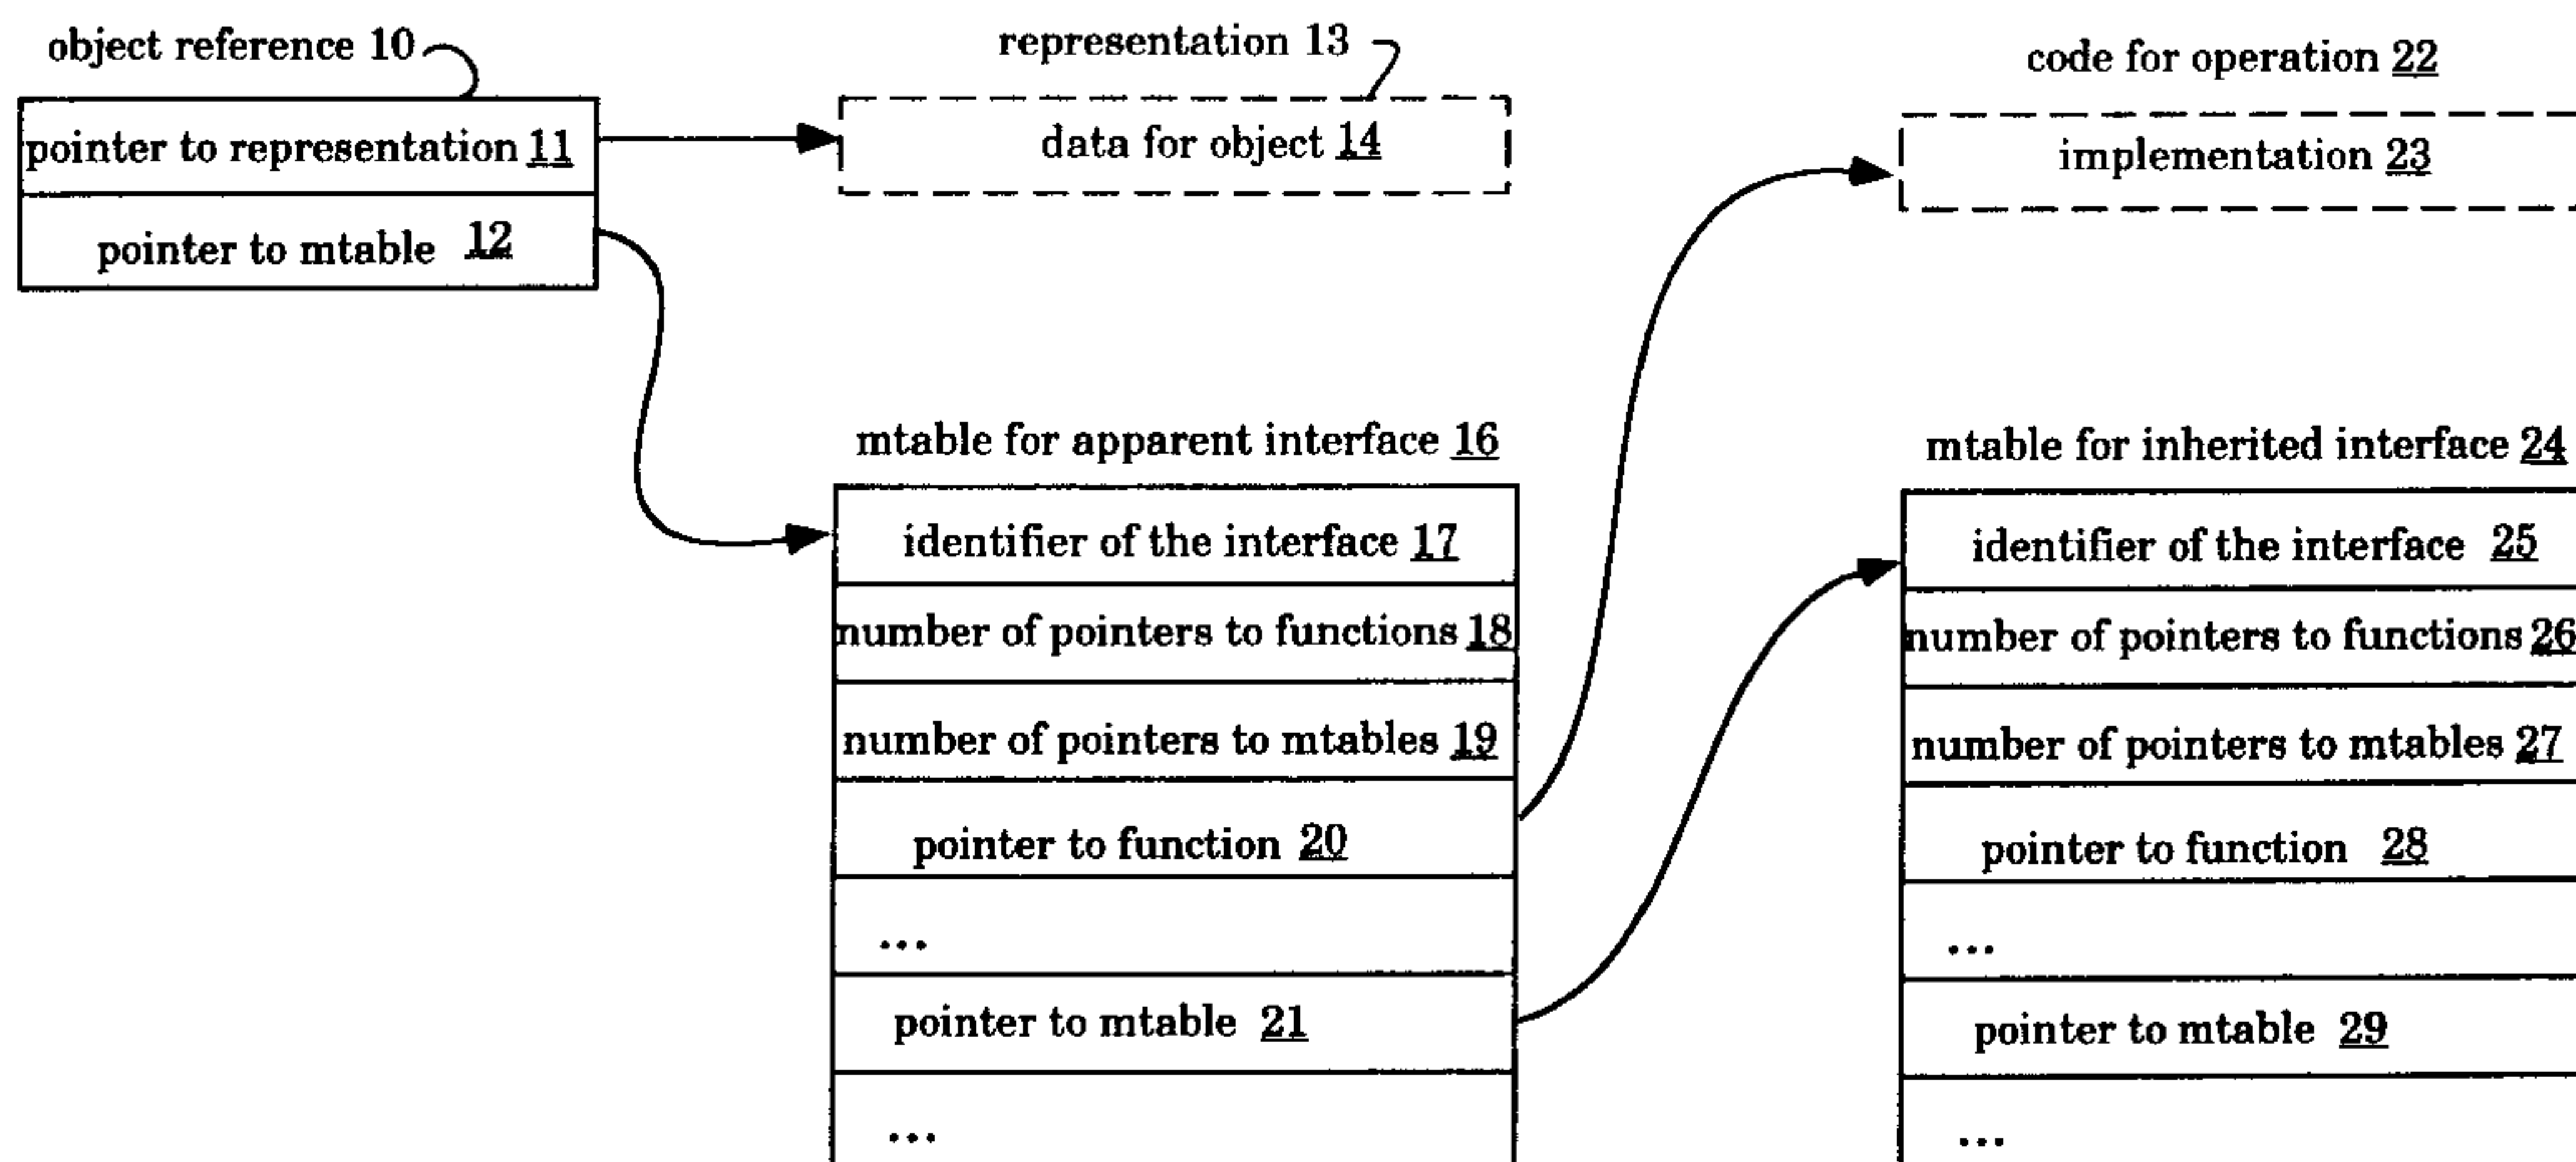 object reference 10
pointer to representation 11
pointer to mtable 12
representation 13
data for object 14
code for operation 22
implementation 23
mtable for apparent interface 16
identifier of the interface 17
number of pointers to functions 18
number of pointers to mtables 19
pointer to function 20
...
pointer to mtable 21
...
mtable for inherited interface 24
identifier of the interface 25
number of pointers to functions 26
number of pointers to mtables 27
pointer to function 28
...
pointer to mtable 29
...